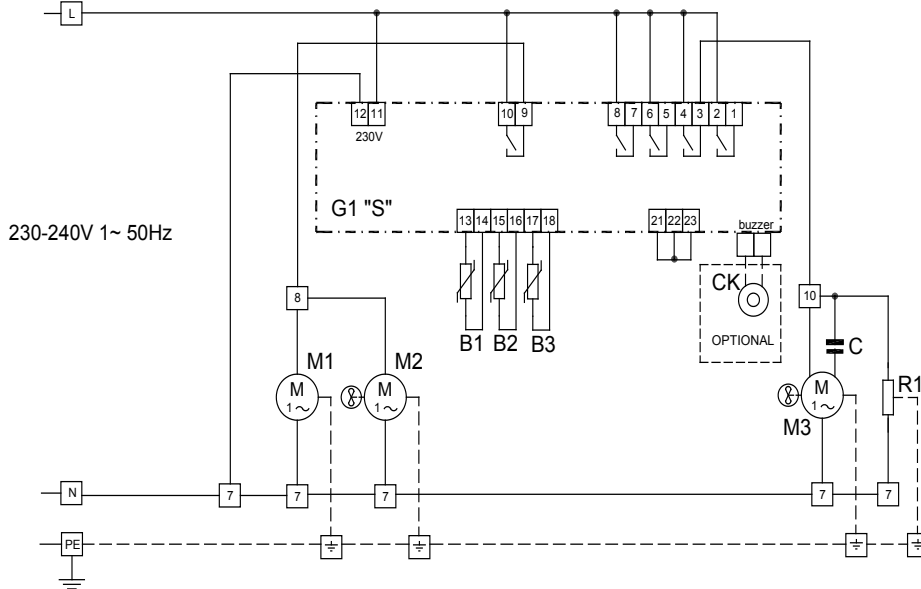 L
12 11 10 9 8 7 6 5 4 3 2 1
230V
G1 "S"
13 14 15 16 17 18 21 22 23 buzzer
230-240V 1~ 50Hz
CK
OPTIONAL
B1 B2 B3
8 10
C
M1 M2 R1
M M M
1~ 1~ 1~
M3
N 7 7 7 7 7
PE